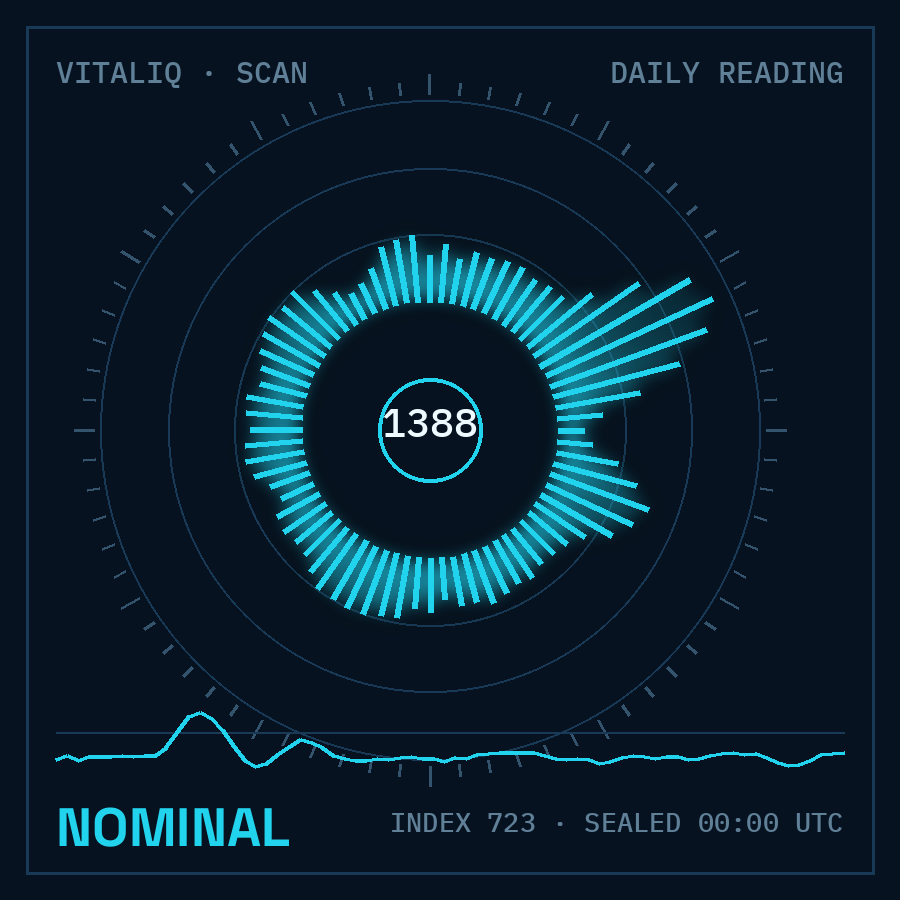 VITALIQ · SCAN
DAILY READING
1388
NOMINAL
INDEX 723 · SEALED 00:00 UTC